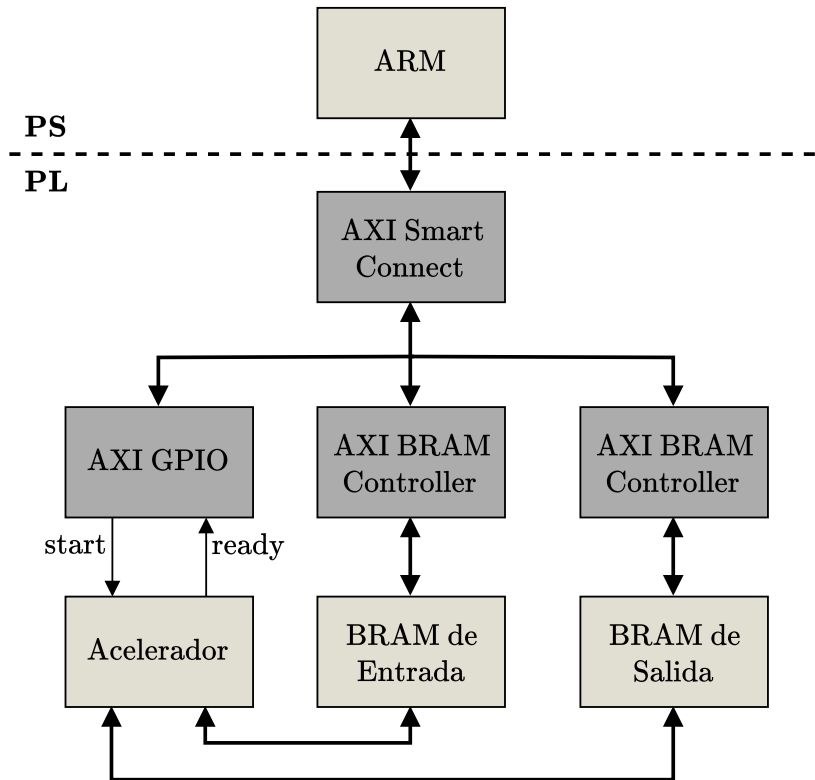 ARM
PS
PL
AXI Smart
Connect
AXI GPIO
AXI BRAM
Controller
AXI BRAM
Controller
start
ready
Acelerador
BRAM de
Entrada
BRAM de
Salida